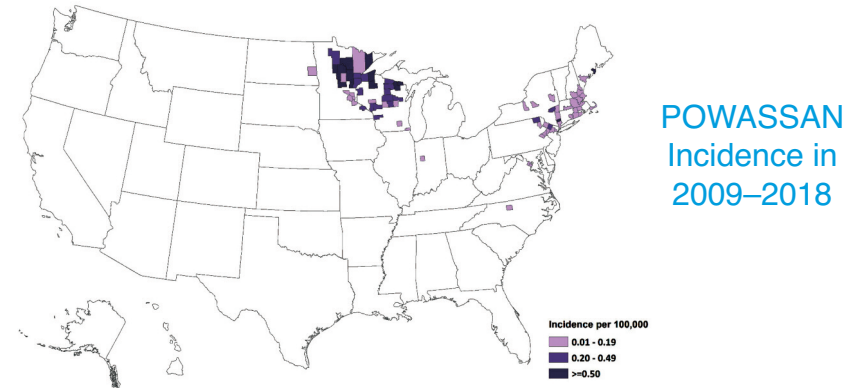 POWASSAN
Incidence in
2009–2018
Incidence per 100,000
0.01 - 0.19
0.20 - 0.49
>=0.50